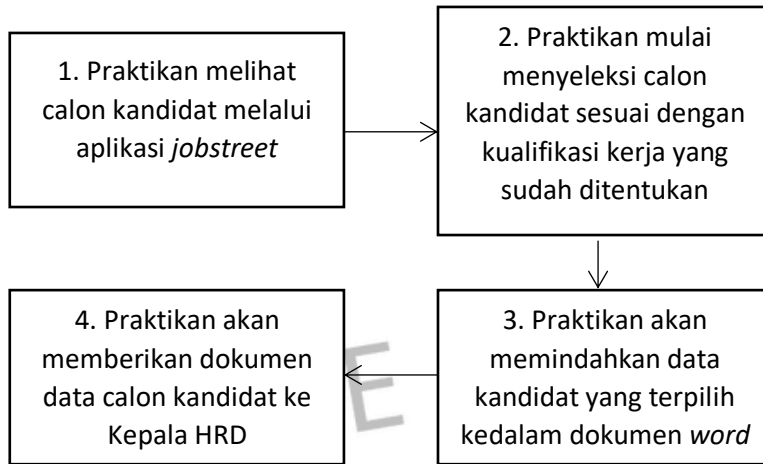 1. Praktikan melihat
calon kandidat melalui
aplikasi jobstreet
2. Praktikan mulai
menyeleksi calon
kandidat sesuai dengan
kualifikasi kerja yang
sudah ditentukan
3. Praktikan akan
memindahkan data
kandidat yang terpilih
kedalam dokumen word
4. Praktikan akan
memberikan dokumen
data calon kandidat ke
Kepala HRD
E